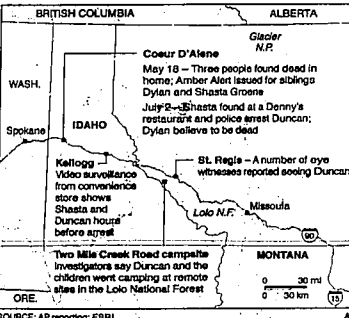 BRITISH COLUMBIA
ALBERTA
Glacier
N.P.
Coeur D'Alene
May 18 – Three people found dead in
home; Amber Alert issued for siblings
Dylan and Shasta Groene
July 2 – Shasta found at a Denny's
restaurant and police arrest Duncan;
Dylan believe to be dead
WASH.
IDAHO
Spokane
Kellogg
Video surveillance
from convenience
store shows
Shasta and
Duncan hours
before arrest
St. Regis – A number of eye
witnesses reported seeing Duncan
Missoula
Lolo N.F.
90
Two Mile Creek Road campsite
Investigators say Duncan and the
children went camping at remote
sites in the Lolo National Forest
MONTANA
0 30 mi
0 30 km
15
ORE.
SOURCE: AP reporting; ESRI